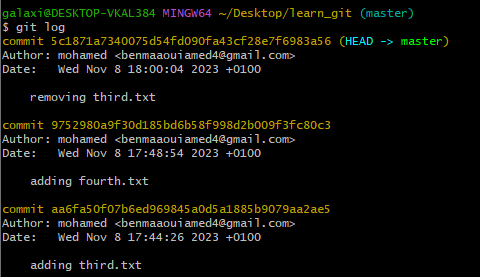 galaxi@DESKTOP-VKAL384 MINGW64 ~/Desktop/learn_git (master)
$ git log
commit 5c1871a7340075d54fd090fa43cf28e7f6983a56 (HEAD -> master)
Author: mohamed <benmaaouiamed4@gmail.com>
Date:   Wed Nov 8 18:00:04 2023 +0100
    removing third.txt
commit 9752980a9f30d185bd6b58f998d2b009f3fc80c3
Author: mohamed <benmaaouiamed4@gmail.com>
Date:   Wed Nov 8 17:48:54 2023 +0100
    adding fourth.txt
commit aa6fa50f07b6ed969845a0d5a1885b9079aa2ae5
Author: mohamed <benmaaouiamed4@gmail.com>
Date:   Wed Nov 8 17:44:26 2023 +0100
    adding third.txt